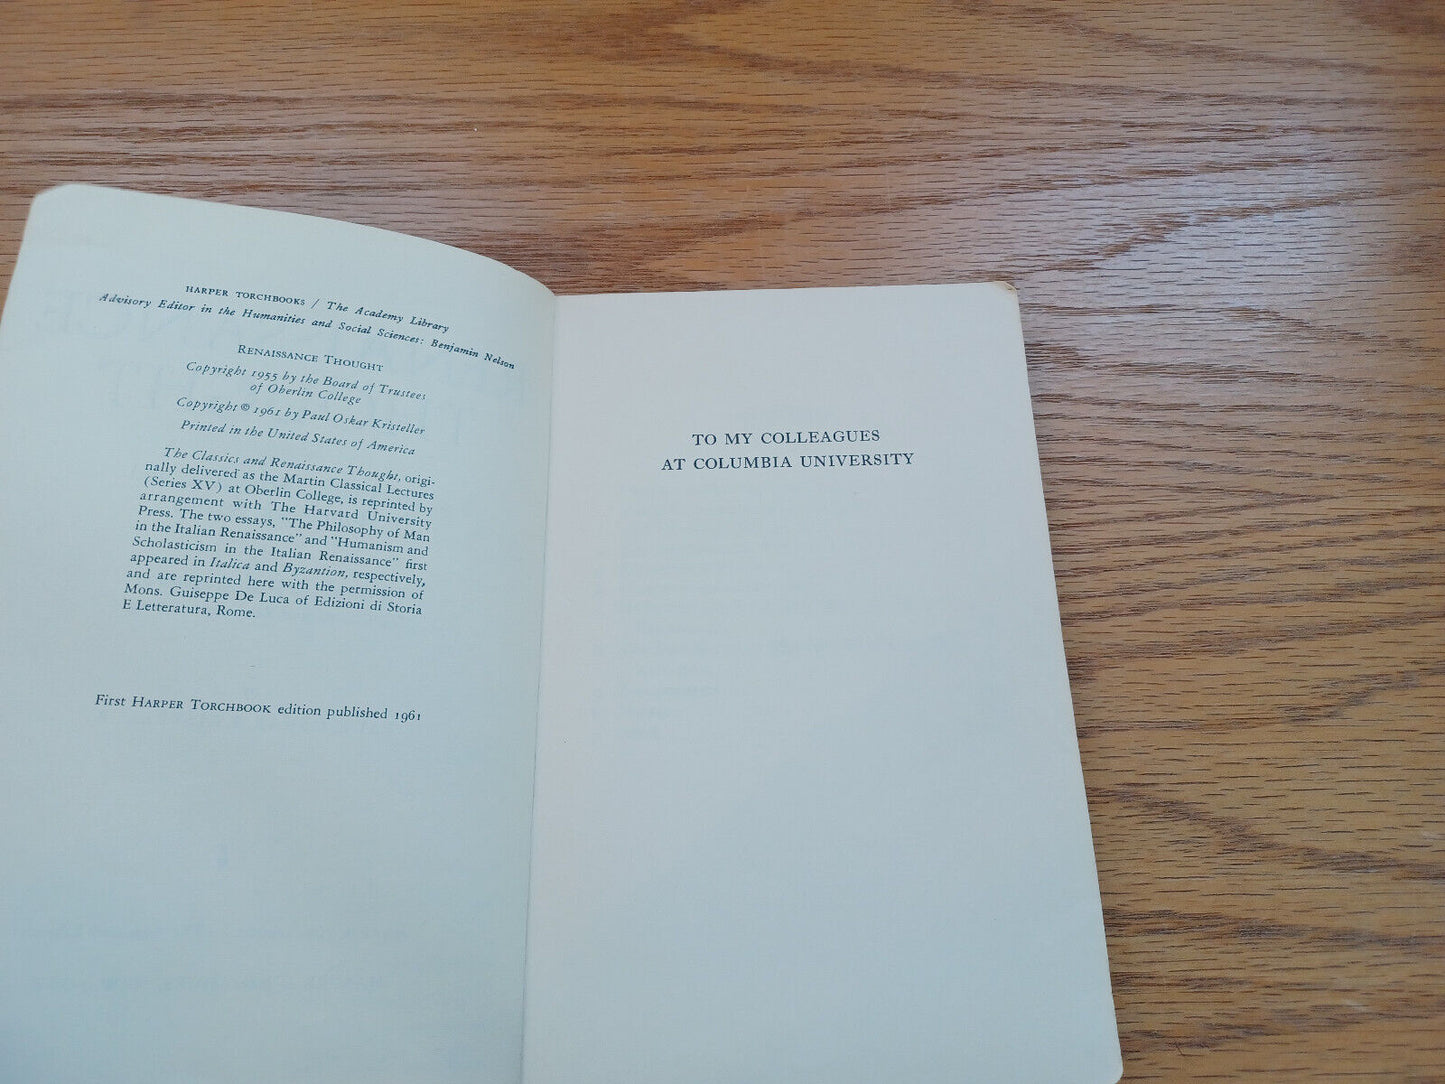 HARPER TORCHBOOKS / The Academy Library
Advisory Editor in the Humanities and Social Sciences: Benjamin Nelson
RENAISSANCE THOUGHT
Copyright 1955 by the Board of Trustees
of Oberlin College
Copyright © 1961 by Paul Oskar Kristeller
Printed in the United States of America
The Classics and Renaissance Thought, origi-
nally delivered as the Martin Classical Lectures
(Series XV) at Oberlin College, is reprinted by
arrangement with The Harvard University
Press. The two essays, "The Philosophy of Man
in the Italian Renaissance" and "Humanism and
Scholasticism in the Italian Renaissance" first
appeared in Italica and Byzantion, respectively,
and are reprinted here with the permission of
Mons. Guiseppe De Luca of Edizioni di Storia
E Letteratura, Rome.
First HARPER TORCHBOOK edition published 1961
TO MY COLLEAGUES
AT COLUMBIA UNIVERSITY